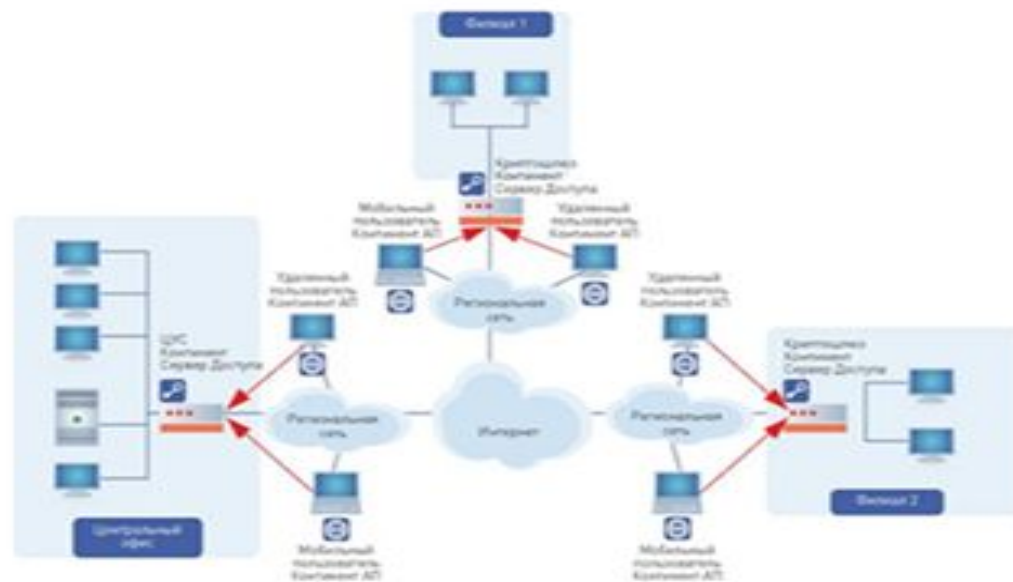 Филиал 1
Криптошлюз
Континент
Сервер Доступа
Мобильный
пользователь
Континент АП
Удаленный
пользователь
Континент АП
Региональная
сеть
Удаленный
пользователь
Континент АП
Удаленный
пользователь
Континент АП
ЦУС
Континент
Сервер Доступа
Криптошлюз
Континент
Сервер Доступа
Региональная
сеть
Интернет
Региональная
сеть
Филиал 2
Центральный
офис
Мобильный
пользователь
Континент АП
Мобильный
пользователь
Континент АП